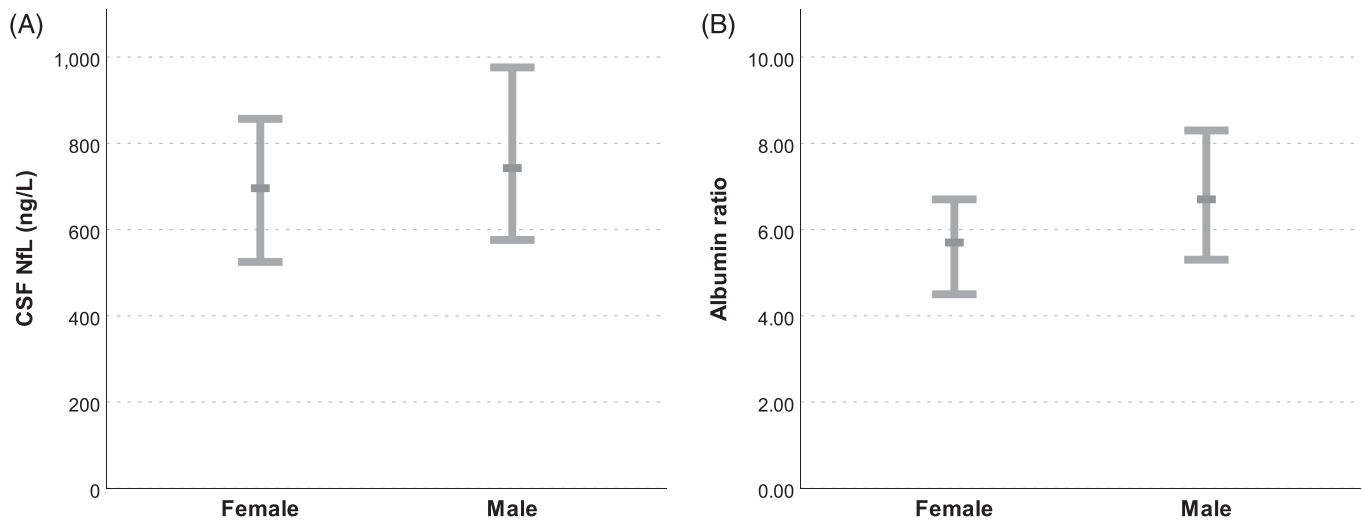 (A)
1,000
800
600
400
200
0
CSF NfL (ng/L)
Female Male
(B)
10.00
8.00
6.00
4.00
2.00
0.00
Albumin ratio
Female Male